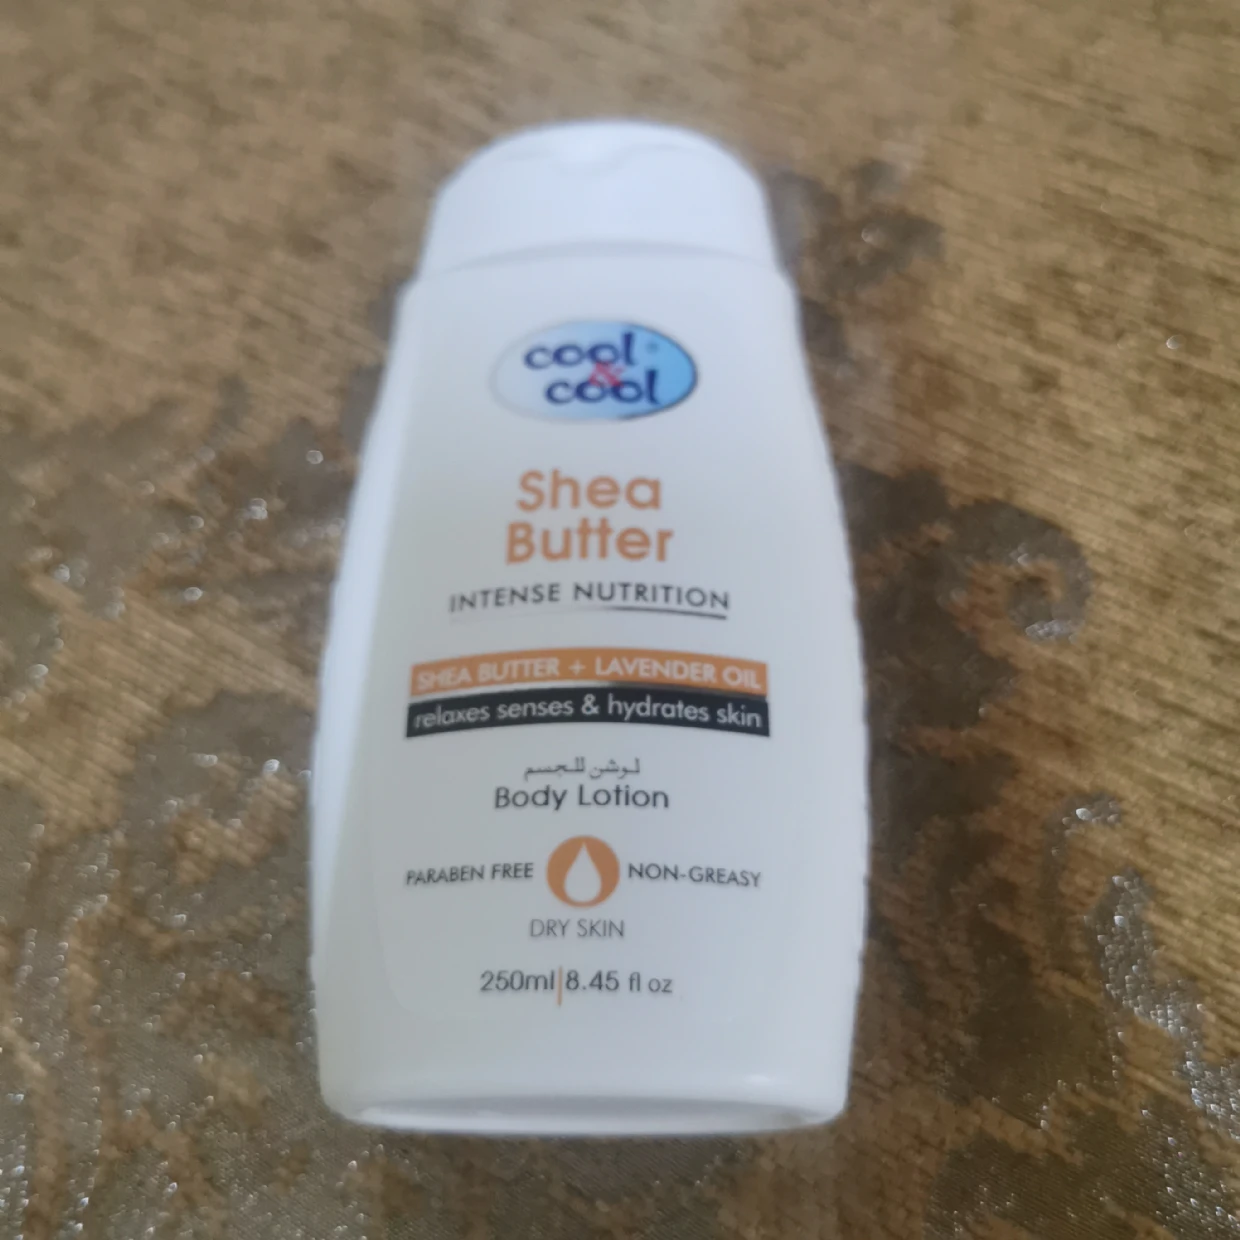 cool
&
cool
Shea
Butter
INTENSE NUTRITION
SHEA BUTTER + LAVENDER OIL
relaxes senses & hydrates skin
لوشن للجسم
Body Lotion
PARABEN FREE NON-GREASY
DRY SKIN
250ml|8.45 fl oz